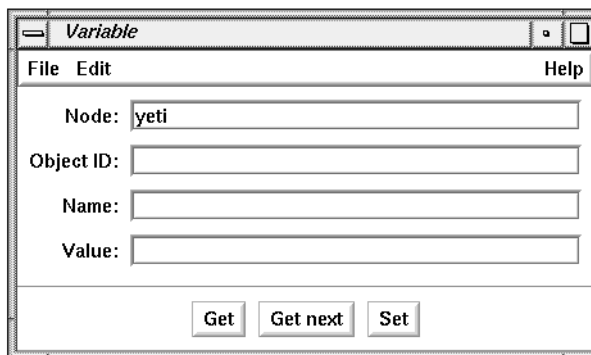 Variable
File Edit Help
Node: yeti
Object ID:
Name:
Value:
Get Get next Set